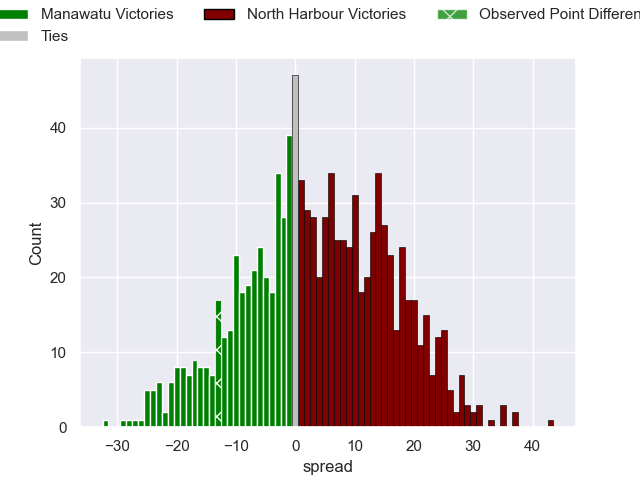 Manawatu Victories North Harbour Victories Observed Point Differen
Ties
40
30
20
10
0
Count
−30 −20 −10 0 10 20 30 40
spread